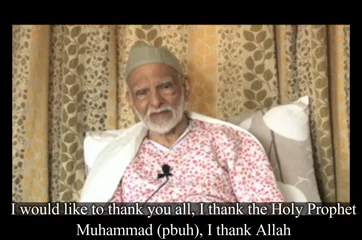 I would like to thank you all, I thank the Holy Prophet
Muhammad (pbuh), I thank Allah